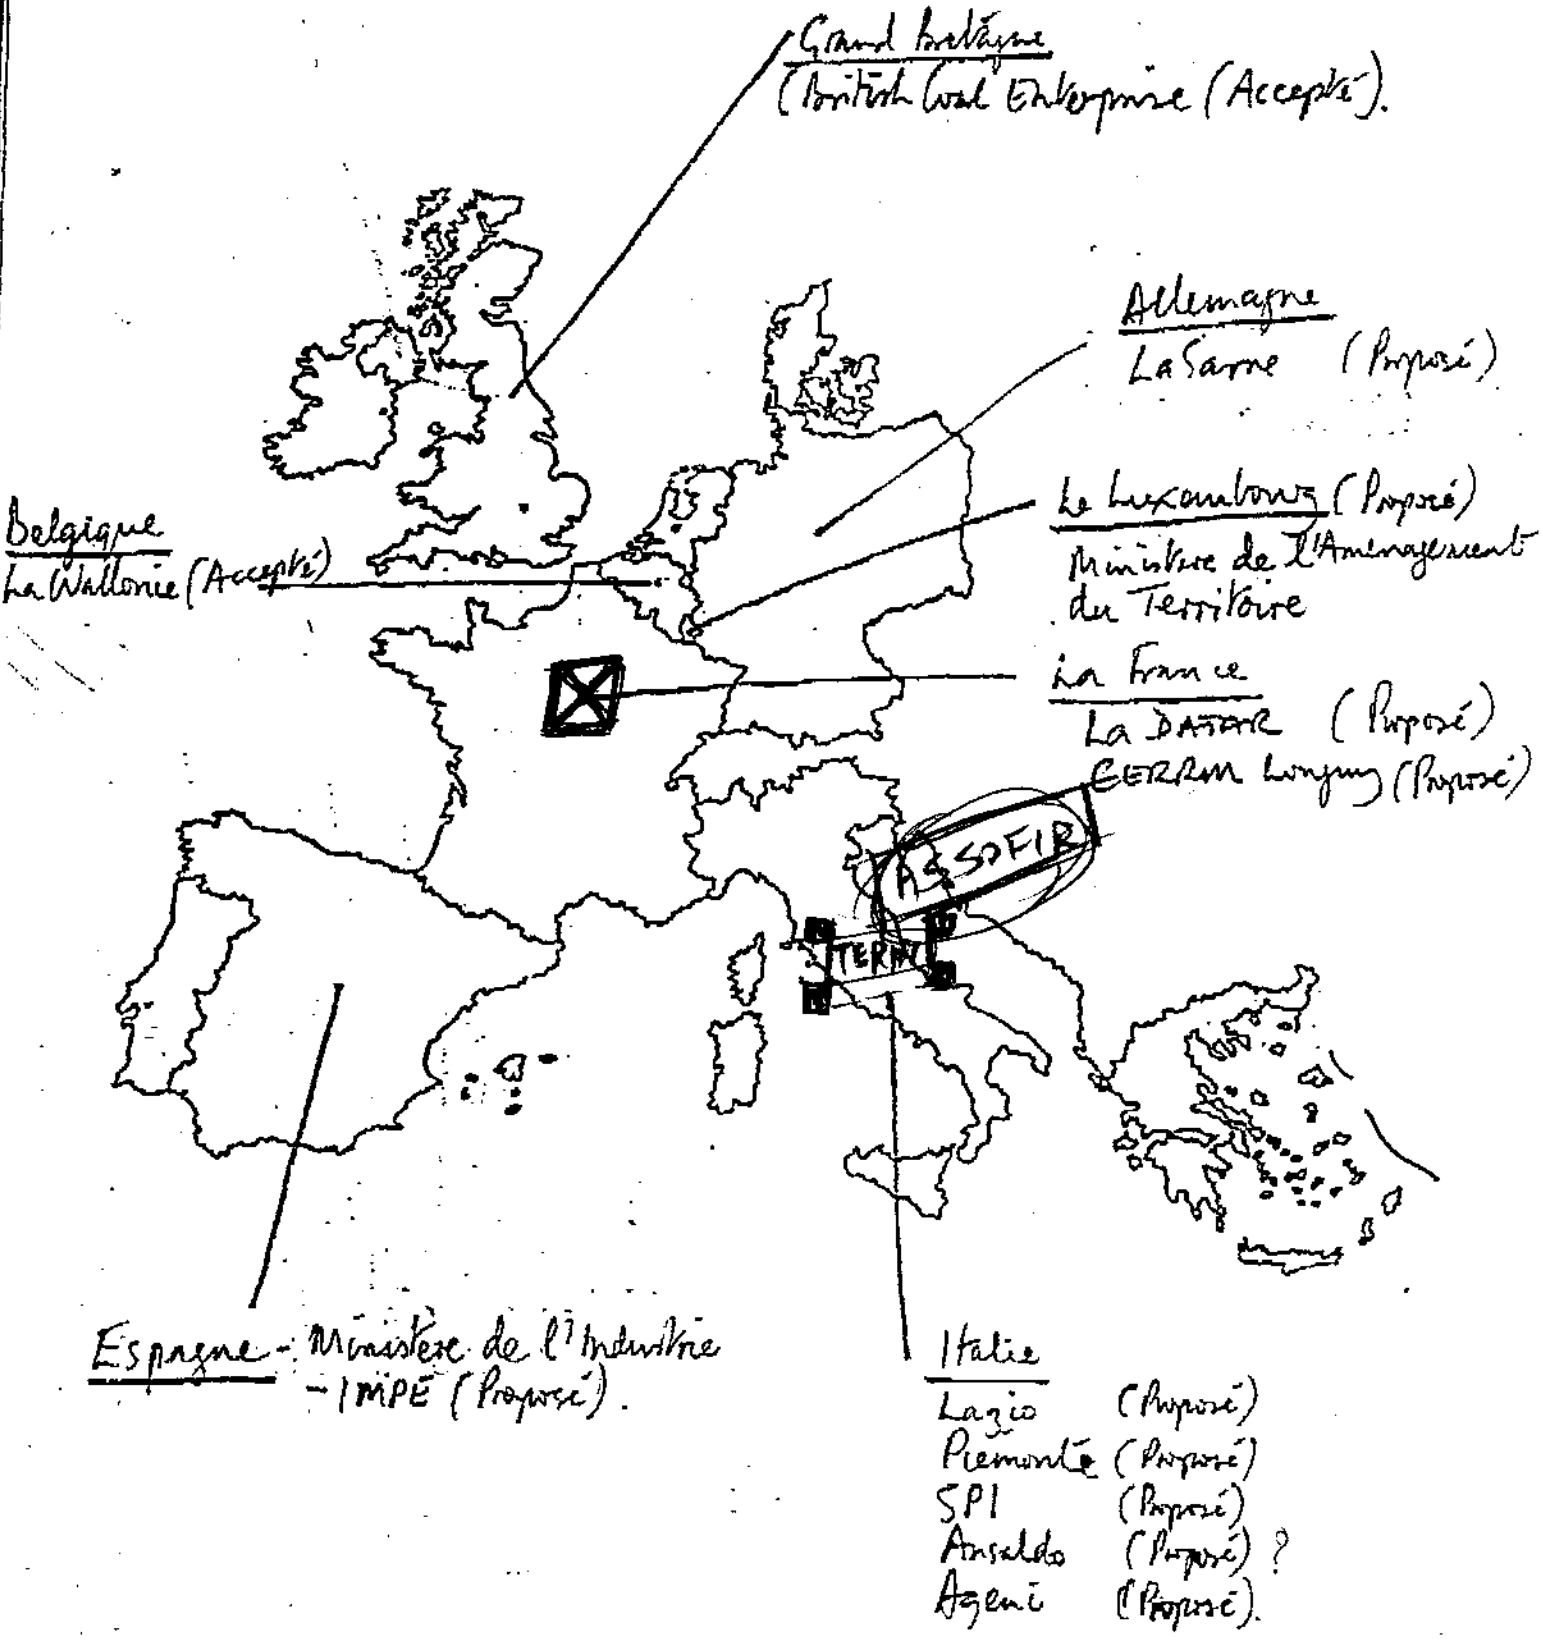 Grand Bretagne
(British Coal Enterprise (Accepté).
Allemagne
La Sarre (Proposé)
Le Luxembourg (Proposé)
Ministere de l'Aménagement
du Territoire
Belgique
La Wallonie (Accepté)
La France
La DATAR (Proposé)
CERRM Longwy (Proposé)
ASSOFIR
TERNI
Espagne - Ministère de l'Industrie
- IMPE (Proposé).
Italie
Lazio (Proposé)
Piemonte (Proposé)
SPI (Proposé)
Ansaldo (Proposé) ?
Ageni (Proposé).